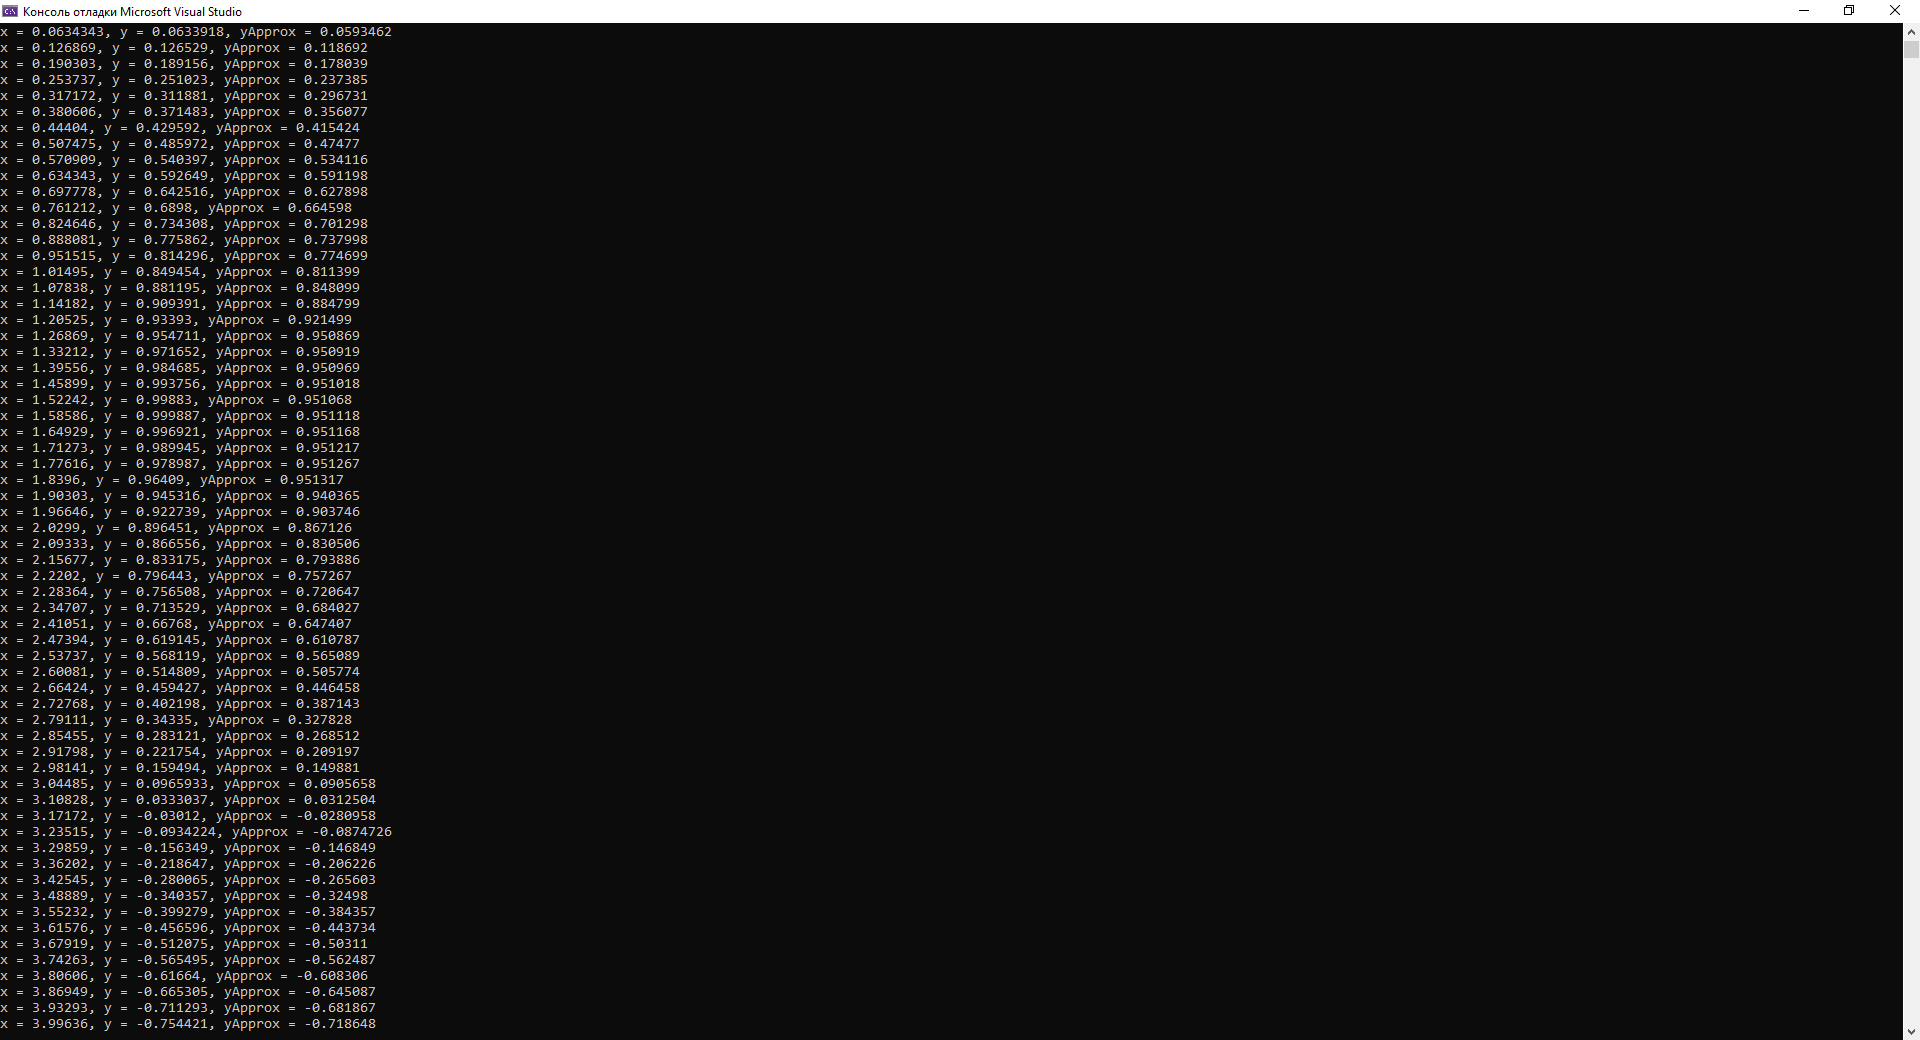 Консоль отладки Microsoft Visual Studio
x = 0.0634343, y = 0.0633918, yApprox = 0.0593462
x = 0.126869, y = 0.126529, yApprox = 0.118692
x = 0.190303, y = 0.189156, yApprox = 0.178039
x = 0.253737, y = 0.251023, yApprox = 0.237385
x = 0.317172, y = 0.311881, yApprox = 0.296731
x = 0.380606, y = 0.371483, yApprox = 0.356077
x = 0.44404, y = 0.429592, yApprox = 0.415424
x = 0.507475, y = 0.485972, yApprox = 0.47477
x = 0.570909, y = 0.540397, yApprox = 0.534116
x = 0.634343, y = 0.592649, yApprox = 0.591198
x = 0.697778, y = 0.642516, yApprox = 0.627898
x = 0.761212, y = 0.6898, yApprox = 0.664598
x = 0.824646, y = 0.734308, yApprox = 0.701298
x = 0.888081, y = 0.775862, yApprox = 0.737998
x = 0.951515, y = 0.814296, yApprox = 0.774699
x = 1.01495, y = 0.849454, yApprox = 0.811399
x = 1.07838, y = 0.881195, yApprox = 0.848099
x = 1.14182, y = 0.909391, yApprox = 0.884799
x = 1.20525, y = 0.93393, yApprox = 0.921499
x = 1.26869, y = 0.954711, yApprox = 0.950869
x = 1.33212, y = 0.971652, yApprox = 0.950919
x = 1.39556, y = 0.984685, yApprox = 0.950969
x = 1.45899, y = 0.993756, yApprox = 0.951018
x = 1.52242, y = 0.99883, yApprox = 0.951068
x = 1.58586, y = 0.999887, yApprox = 0.951118
x = 1.64929, y = 0.996921, yApprox = 0.951168
x = 1.71273, y = 0.989945, yApprox = 0.951217
x = 1.77616, y = 0.978987, yApprox = 0.951267
x = 1.8396, y = 0.96409, yApprox = 0.951317
x = 1.90303, y = 0.945316, yApprox = 0.940365
x = 1.96646, y = 0.922739, yApprox = 0.903746
x = 2.0299, y = 0.896451, yApprox = 0.867126
x = 2.09333, y = 0.866556, yApprox = 0.830506
x = 2.15677, y = 0.833175, yApprox = 0.793886
x = 2.2202, y = 0.796443, yApprox = 0.757267
x = 2.28364, y = 0.756508, yApprox = 0.720647
x = 2.34707, y = 0.713529, yApprox = 0.684027
x = 2.41051, y = 0.66768, yApprox = 0.647407
x = 2.47394, y = 0.619145, yApprox = 0.610787
x = 2.53737, y = 0.568119, yApprox = 0.565089
x = 2.60081, y = 0.514809, yApprox = 0.505774
x = 2.66424, y = 0.459427, yApprox = 0.446458
x = 2.72768, y = 0.402198, yApprox = 0.387143
x = 2.79111, y = 0.34335, yApprox = 0.327828
x = 2.85455, y = 0.283121, yApprox = 0.268512
x = 2.91798, y = 0.221754, yApprox = 0.209197
x = 2.98141, y = 0.159494, yApprox = 0.149881
x = 3.04485, y = 0.0965933, yApprox = 0.0905658
x = 3.10828, y = 0.0333037, yApprox = 0.0312504
x = 3.17172, y = -0.03012, yApprox = -0.0280958
x = 3.23515, y = -0.0934224, yApprox = -0.0874726
x = 3.29859, y = -0.156349, yApprox = -0.146849
x = 3.36202, y = -0.218647, yApprox = -0.206226
x = 3.42545, y = -0.280065, yApprox = -0.265603
x = 3.48889, y = -0.340357, yApprox = -0.32498
x = 3.55232, y = -0.399279, yApprox = -0.384357
x = 3.61576, y = -0.456596, yApprox = -0.443734
x = 3.67919, y = -0.512075, yApprox = -0.50311
x = 3.74263, y = -0.565495, yApprox = -0.562487
x = 3.80606, y = -0.61664, yApprox = -0.608306
x = 3.86949, y = -0.665305, yApprox = -0.645087
x = 3.93293, y = -0.711293, yApprox = -0.681867
x = 3.99636, y = -0.754421, yApprox = -0.718648